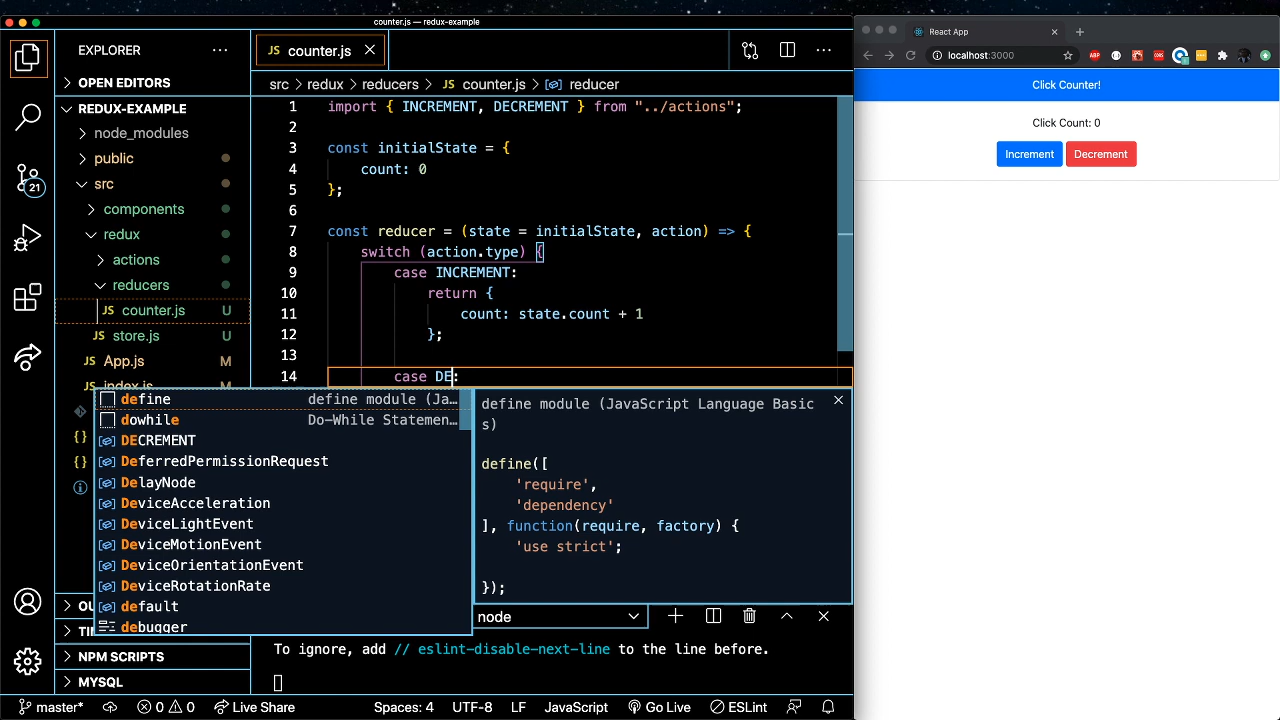 counter.js — redux-example
EXPLORER
OPEN EDITORS
REDUX-EXAMPLE
node_modules
public
src
components
redux
actions
reducers
JS counter.js U
JS store.js U
JS App.js M
21
JS counter.js
src > redux > reducers > JS counter.js > reducer
1 import { INCREMENT, DECREMENT } from "../actions";
2
3 const initialState = {
4 count: 0
5 };
6
7 const reducer = (state = initialState, action) => {
8 switch (action.type) {
9 case INCREMENT:
10 return {
11 count: state.count + 1
12 };
13
14 case DE:
define define module (Ja…
dowhile Do-While Statemen…
DECREMENT
DeferredPermissionRequest
DelayNode
DeviceAcceleration
DeviceLightEvent
DeviceMotionEvent
DeviceOrientationEvent
DeviceRotationRate
default
debugger
define module (JavaScript Language Basic
s)
define([
'require',
'dependency'
], function(require, factory) {
'use strict';
});
NPM SCRIPTS
MYSQL
node
To ignore, add // eslint-disable-next-line to the line before.
master* 0 0 Live Share Spaces: 4 UTF-8 LF JavaScript Go Live ESLint
React App
localhost:3000
ABP
Click Counter!
Click Count: 0
Increment Decrement